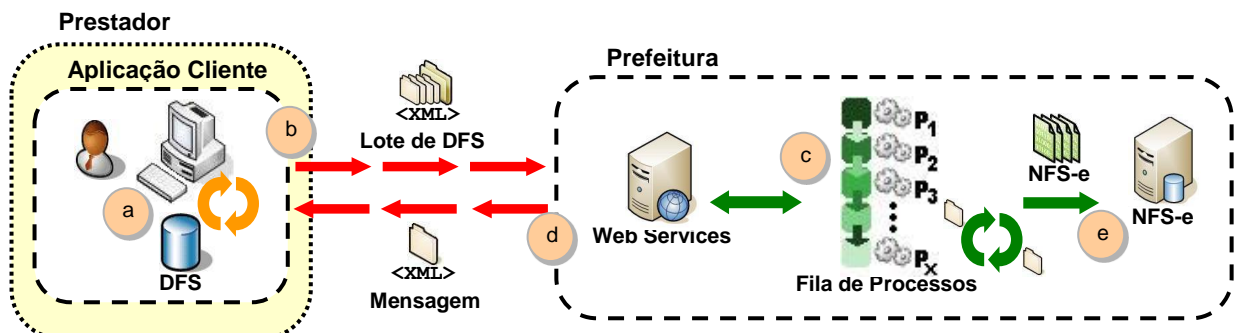 Prestador
Aplicação Cliente
a
DFS
b
<XML>
Lote de DFS
<XML>
Mensagem
Prefeitura
d
Web Services
c
P1
P2
P3
Px
Fila de Processos
NFS-e
e
NFS-e